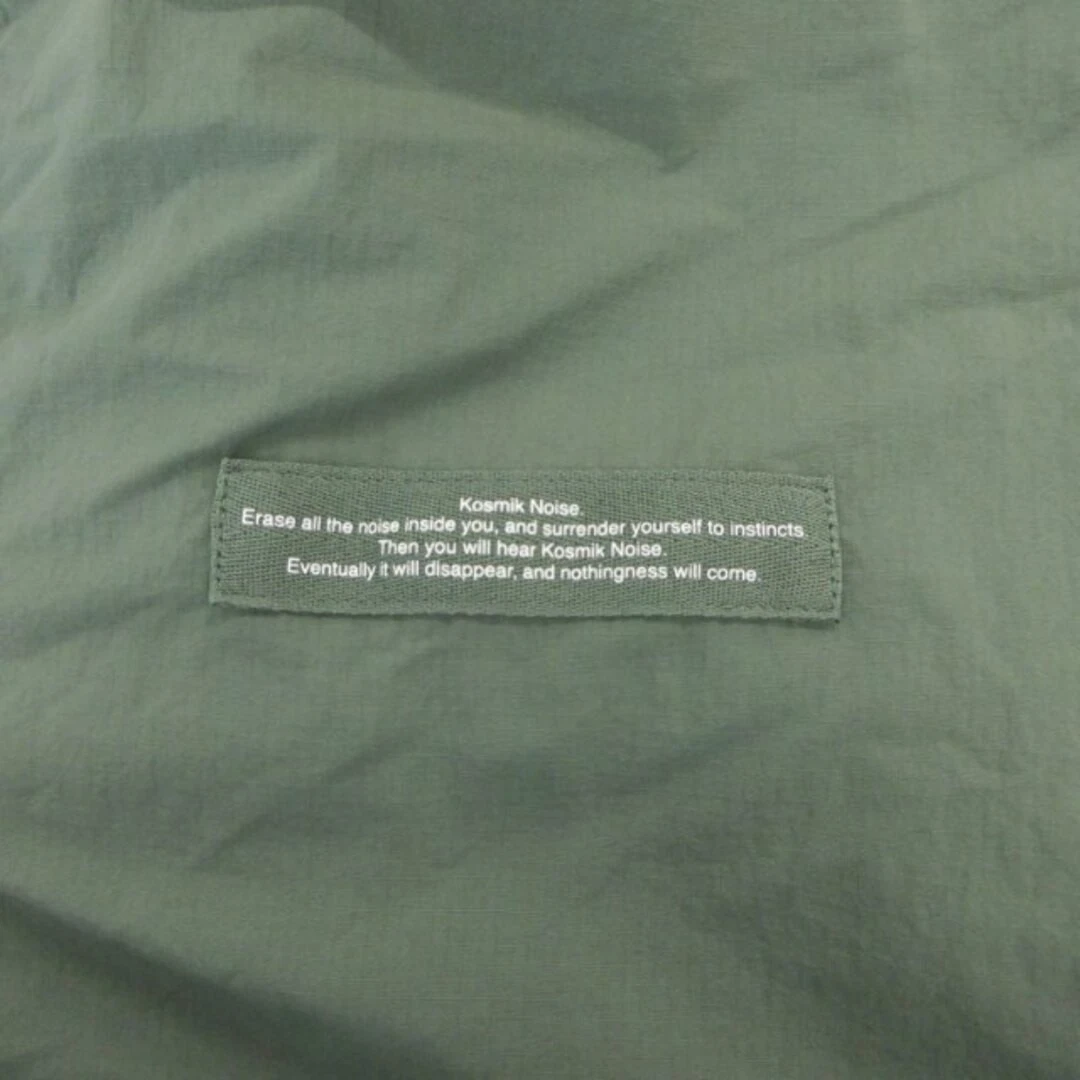 Kosmik Noise.
Erase all the noise inside you, and surrender yourself to instincts
Then you will hear Kosmik Noise.
Eventually it will disappear, and nothingness will come.